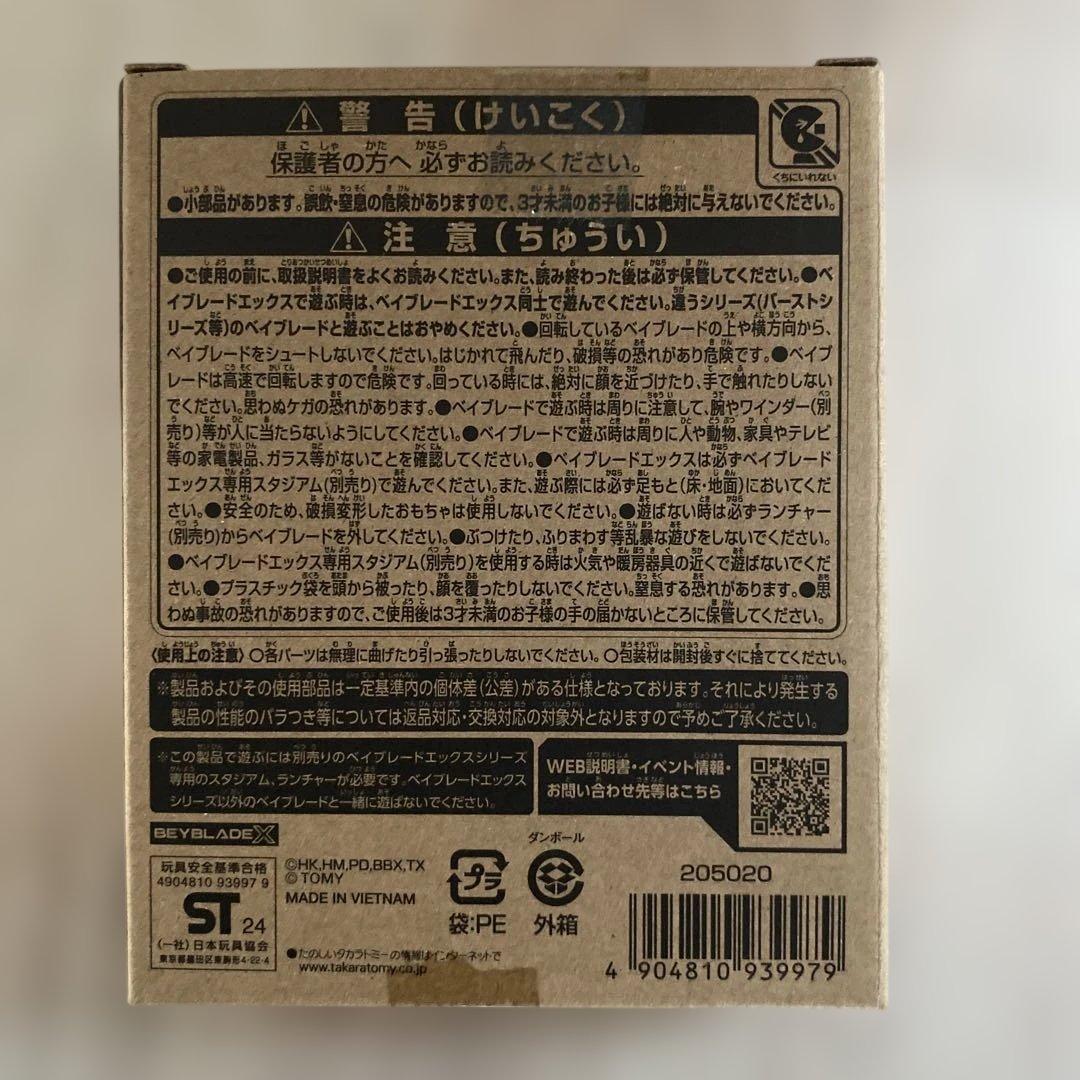 警告(けいこく)
くちにいれない
保護者の方へ 必ずお読みください。
●小部品があります。誤飲・窒息の危険がありますので、3才未満のお子様には絶対に与えないでください。
注意(ちゅうい)
●ご使用の前に、取扱説明書をよくお読みください。また、読み終わった後は必ず保管してください。●ベ
イブレードエックスで遊ぶ時は、ベイブレードエックス同士で遊んでください。違うシリーズ(バーストシ
リーズ等)のベイブレードと遊ぶことはおやめください。●回転しているベイブレードの上や横方向から、
ベイブレードをシュートしないでください。はじかれて飛んだり、破損等の恐れがあり危険です。●ベイブ
レードは高速で回転しますので危険です。回っている時には、絶対に顔を近づけたり、手で触れたりしない
でください。思わぬケガの恐れがあります。●ベイブレードで遊ぶ時は周りに注意して、腕やワインダー(別
売り)等が人に当たらないようにしてください。●ベイブレードで遊ぶ時は周りに人や動物、家具やテレビ
等の家電製品、ガラス等がないことを確認してください。●ベイブレードエックスは必ずベイブレード
エックス専用スタジアム(別売り)で遊んでください。また、遊ぶ際には必ず足もと(床・地面)においてくだ
さい。●安全のため、破損変形したおもちゃは使用しないでください。●遊ばない時は必ずランチャー
(別売り)からベイブレードを外してください。●ぶつけたり、ふりまわす等乱暴な遊びをしないでください。
●ベイブレードエックス専用スタジアム(別売り)を使用する時は火気や暖房器具の近くで遊ばないでくださ
い。●プラスチック袋を頭から被ったり、顔を覆ったりしないでください。窒息する恐れがあります。●思
わぬ事故の恐れがありますので、ご使用後は3才未満のお子様の手の届かないところに保管してください。
〈使用上の注意〉○各パーツは無理に曲げたり引っ張ったりしないでください。○包装材は開封後すぐに捨ててください。
※製品およびその使用部品は一定基準内の個体差(公差)がある仕様となっております。それにより発生する
製品の性能のバラつき等については返品対応・交換対応の対象外となりますので予めご了承ください。
※この製品で遊ぶには別売りのベイブレードエックスシリーズ
専用のスタジアム、ランチャーが必要です。ベイブレードエックス
シリーズ以外のベイブレードと一緒に遊ばないでください。
WEB説明書・イベント情報・
お問い合わせ先等はこちら
BEYBLADE X
玩具安全基準合格
4904810 93997 9
ST 24
(一社)日本玩具協会
東京都墨田区東駒形4-22-4
©HK,HM,PD,BBX,TX
© TOMY
MADE IN VIETNAM
プラ
袋:PE
ダンボール
外箱
●たのしいタカラトミーの情報はインターネットで
www.takaratomy.co.jp
205020
4 904810 939979